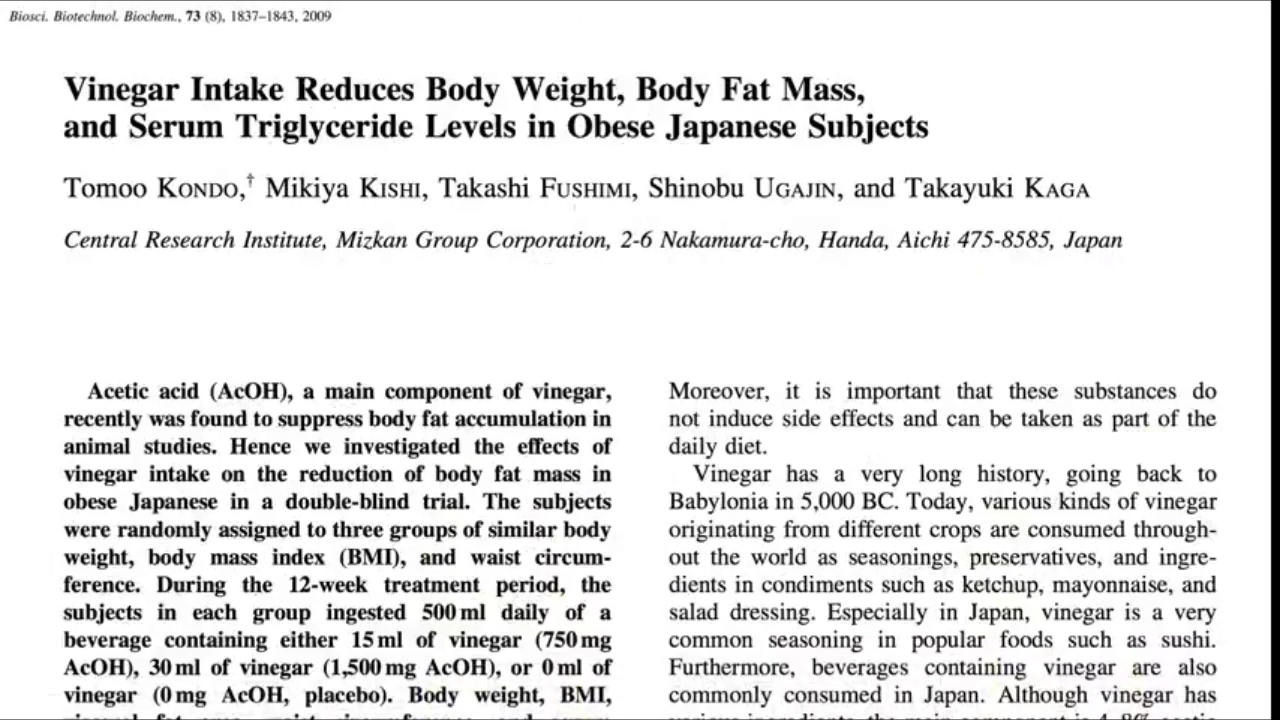 Biosci. Biotechnol. Biochem., 73 (8), 1837–1843, 2009
Vinegar Intake Reduces Body Weight, Body Fat Mass,
and Serum Triglyceride Levels in Obese Japanese Subjects
Tomoo KONDO,† Mikiya KISHI, Takashi FUSHIMI, Shinobu UGAJIN, and Takayuki KAGA
Central Research Institute, Mizkan Group Corporation, 2-6 Nakamura-cho, Handa, Aichi 475-8585, Japan
Acetic acid (AcOH), a main component of vinegar,
recently was found to suppress body fat accumulation in
animal studies. Hence we investigated the effects of
vinegar intake on the reduction of body fat mass in
obese Japanese in a double-blind trial. The subjects
were randomly assigned to three groups of similar body
weight, body mass index (BMI), and waist circum-
ference. During the 12-week treatment period, the
subjects in each group ingested 500 ml daily of a
beverage containing either 15 ml of vinegar (750 mg
AcOH), 30 ml of vinegar (1,500 mg AcOH), or 0 ml of
vinegar (0 mg AcOH, placebo). Body weight, BMI,
Moreover, it is important that these substances do
not induce side effects and can be taken as part of the
daily diet.
Vinegar has a very long history, going back to
Babylonia in 5,000 BC. Today, various kinds of vinegar
originating from different crops are consumed through-
out the world as seasonings, preservatives, and ingre-
dients in condiments such as ketchup, mayonnaise, and
salad dressing. Especially in Japan, vinegar is a very
common seasoning in popular foods such as sushi.
Furthermore, beverages containing vinegar are also
commonly consumed in Japan. Although vinegar has